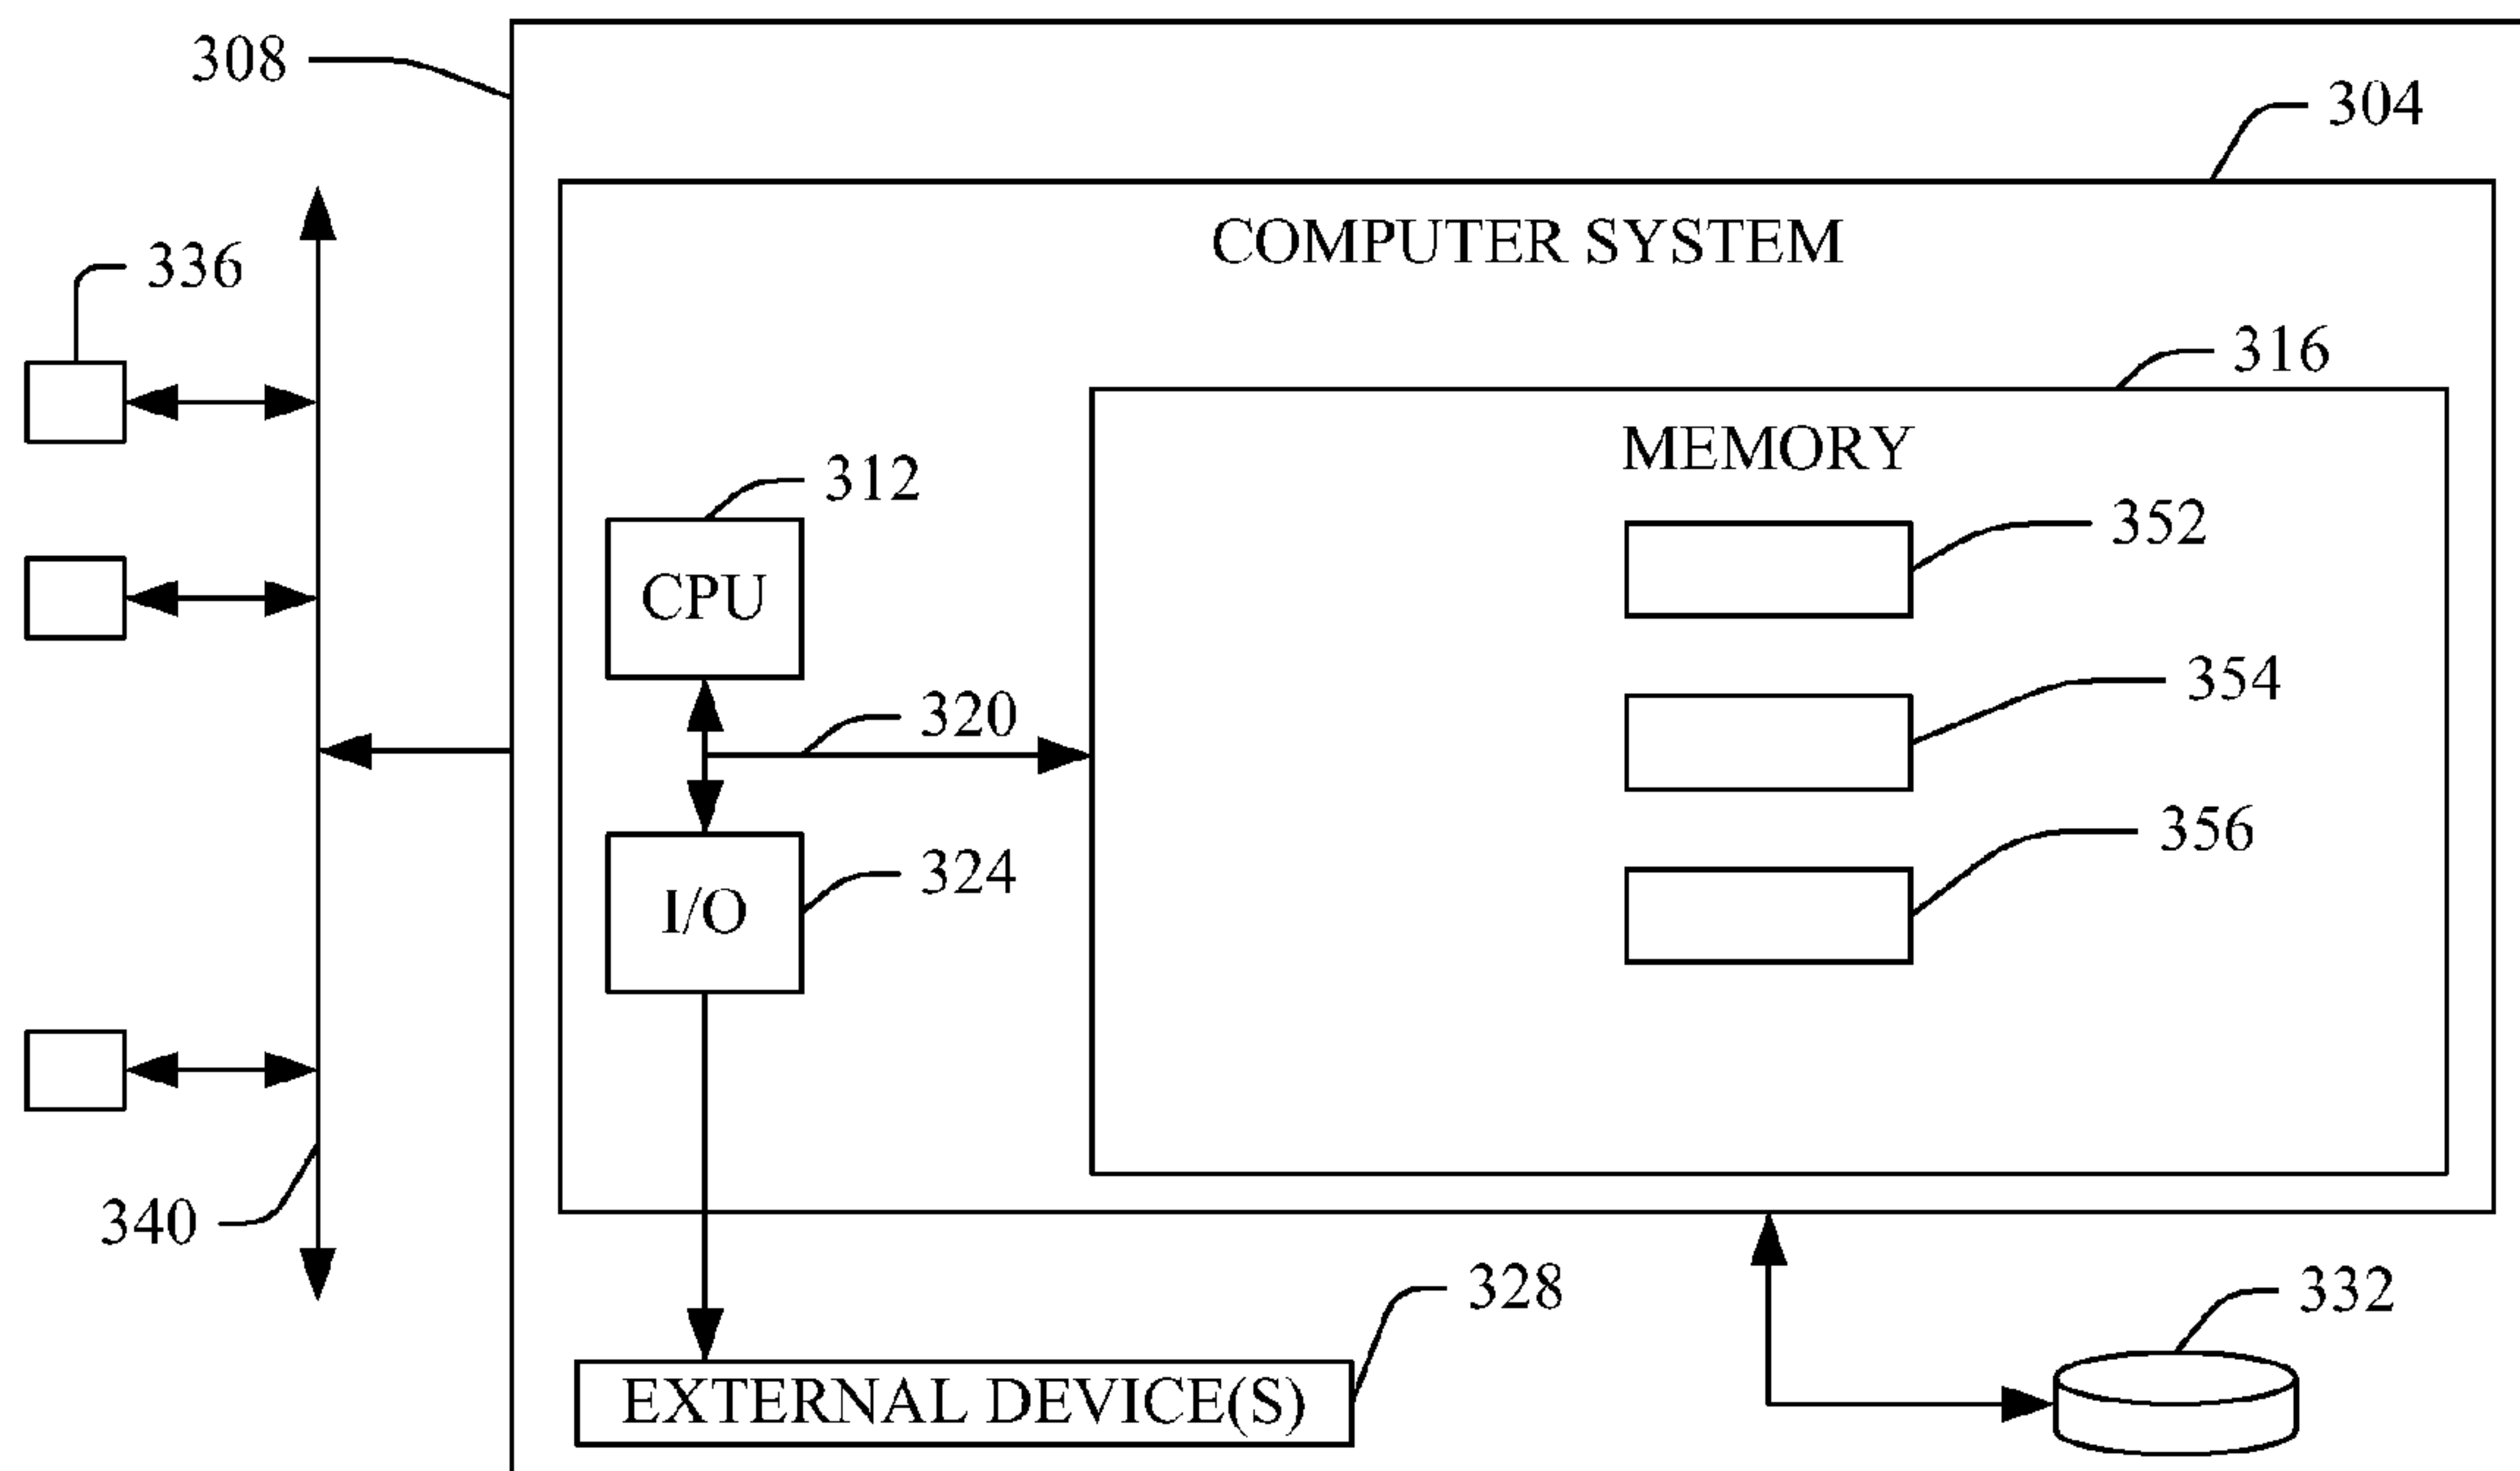 308
304
COMPUTER SYSTEM
336
316
MEMORY
312
352
CPU
354
320
356
324
I/O
340
328
332
EXTERNAL DEVICE(S)